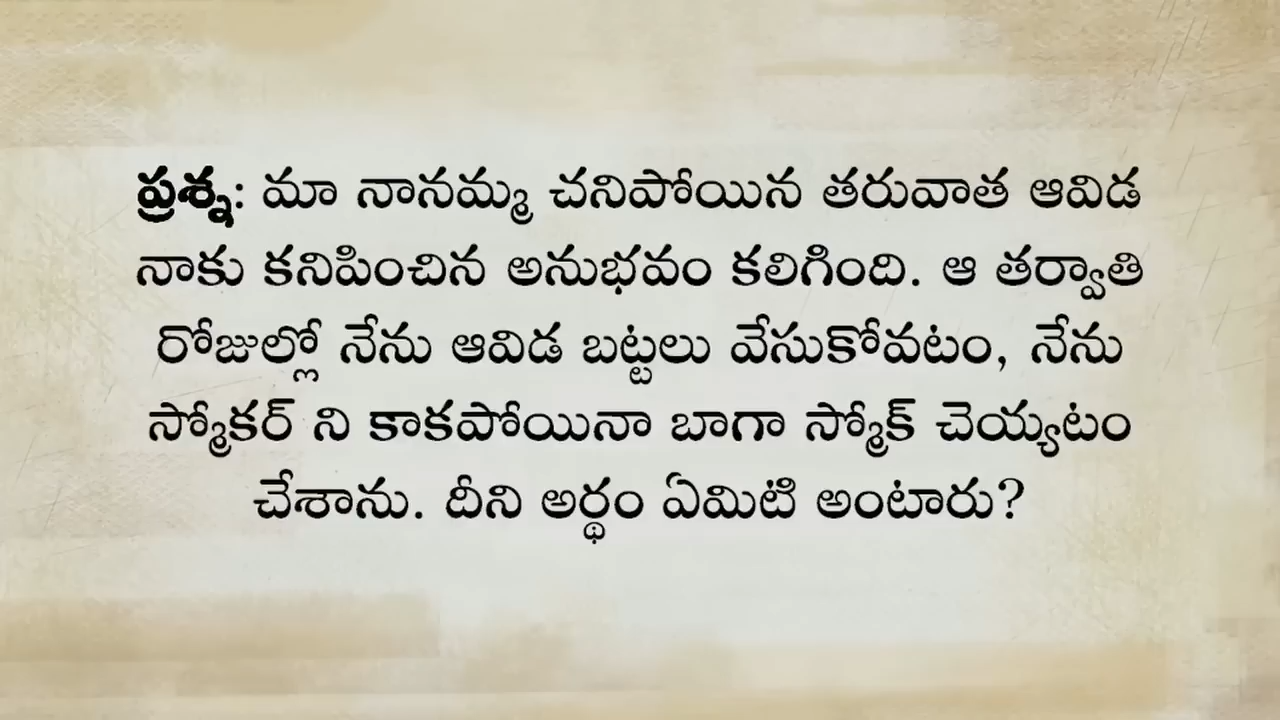 ప్రశ్న: మా నానమ్మ చనిపోయిన తరువాత ఆవిడ
నాకు కనిపించిన అనుభవం కలిగింది. ఆ తర్వాతి
రోజుల్లో నేను ఆవిడ బట్టలు వేసుకోవటం, నేను
స్మోకర్ ని కాకపోయినా బాగా స్మోక్ చెయ్యటం
చేశాను. దీని అర్థం ఏమిటి అంటారు?